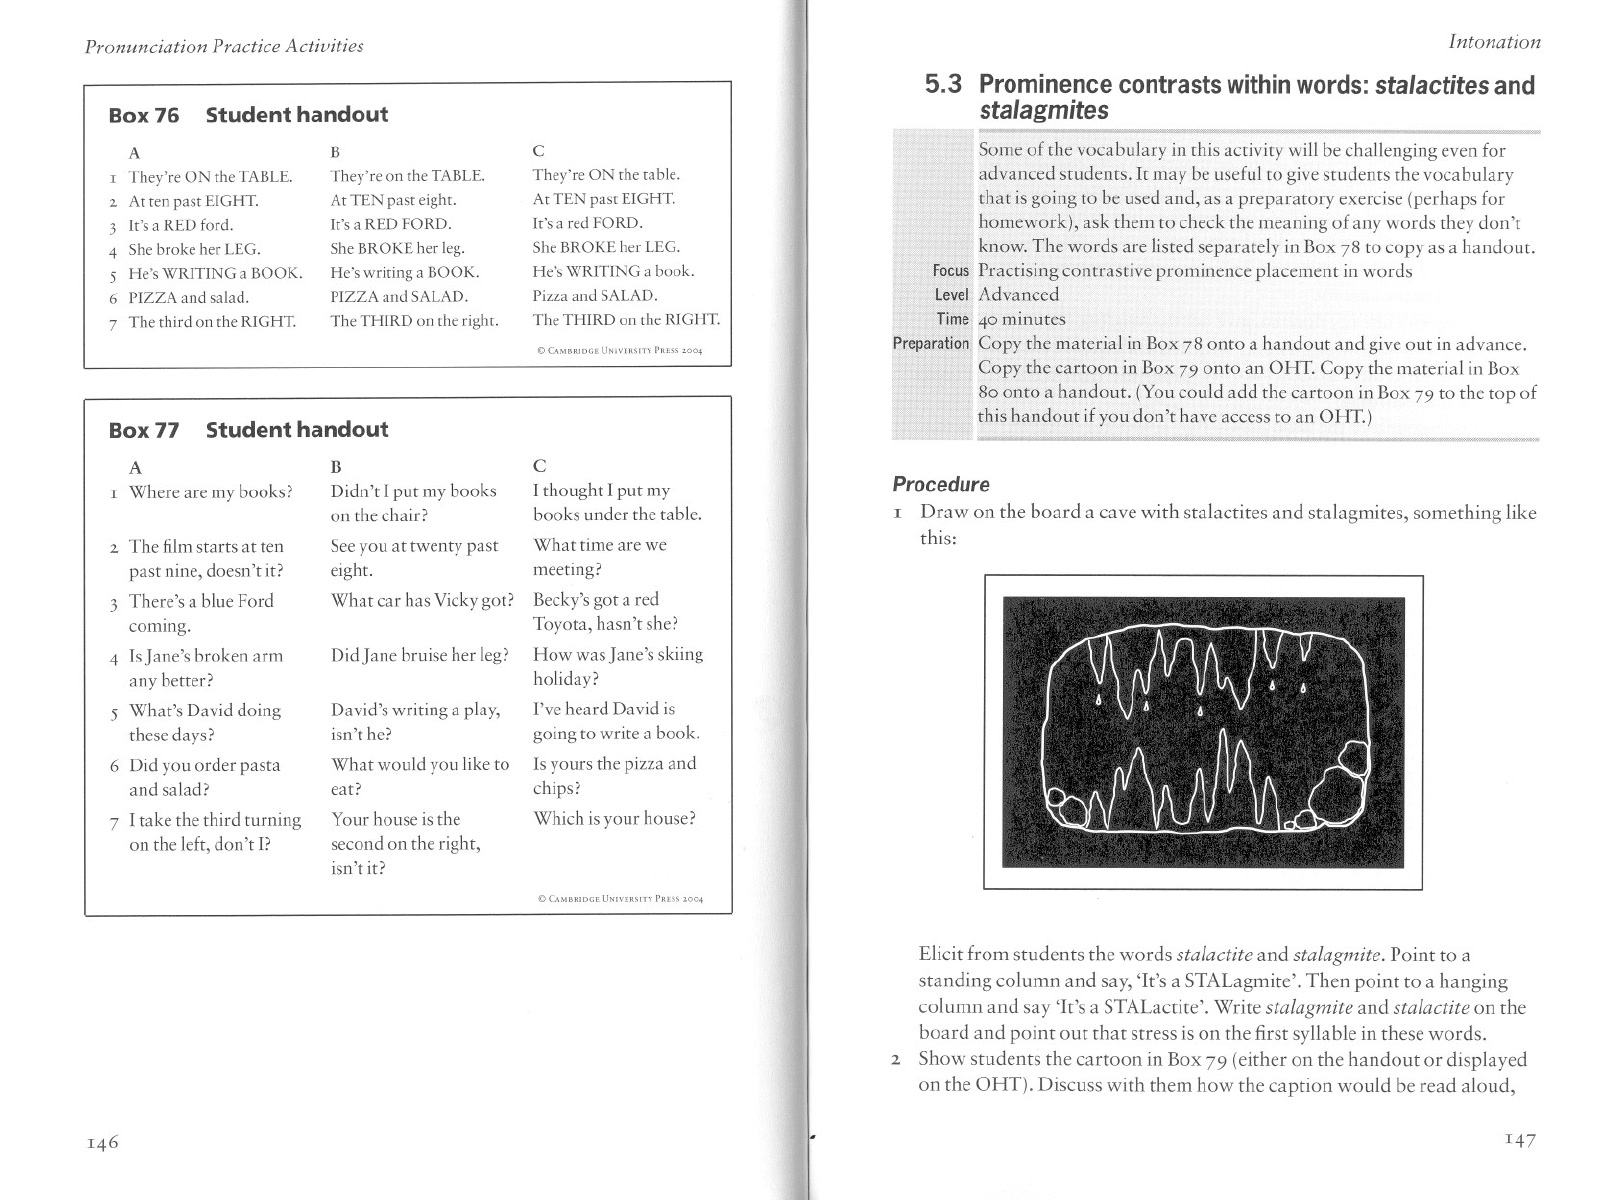 Pronunciation Practice Activities
Box 76 Student handout
A B C
1 They're ON the TABLE. They're on the TABLE. They're ON the table.
2 At ten past EIGHT. At TEN past eight. At TEN past EIGHT.
3 It's a RED ford. It's a RED FORD. It's a red FORD.
4 She broke her LEG. She BROKE her leg. She BROKE her LEG.
5 He's WRITING a BOOK. He's writing a BOOK. He's WRITING a book.
6 PIZZA and salad. PIZZA and SALAD. Pizza and SALAD.
7 The third on the RIGHT. The THIRD on the right. The THIRD on the RIGHT.
© CAMBRIDGE UNIVERSITY PRESS 2004
Box 77 Student handout
A B C
1 Where are my books? Didn't I put my books I thought I put my
on the chair? books under the table.
2 The film starts at ten See you at twenty past What time are we
past nine, doesn't it? eight. meeting?
3 There's a blue Ford What car has Vicky got? Becky's got a red
coming. Toyota, hasn't she?
4 Is Jane's broken arm Did Jane bruise her leg? How was Jane's skiing
any better? holiday?
5 What's David doing David's writing a play, I've heard David is
these days? isn't he? going to write a book.
6 Did you order pasta What would you like to Is yours the pizza and
and salad? eat? chips?
7 I take the third turning Your house is the Which is your house?
on the left, don't I? second on the right,
isn't it?
© CAMBRIDGE UNIVERSITY PRESS 2004
146
Intonation
5.3 Prominence contrasts within words: stalactites and
stalagmites
Some of the vocabulary in this activity will be challenging even for
advanced students. It may be useful to give students the vocabulary
that is going to be used and, as a preparatory exercise (perhaps for
homework), ask them to check the meaning of any words they don't
know. The words are listed separately in Box 78 to copy as a handout.
Focus Practising contrastive prominence placement in words
Level Advanced
Time 40 minutes
Preparation Copy the material in Box 78 onto a handout and give out in advance.
Copy the cartoon in Box 79 onto an OHT. Copy the material in Box
80 onto a handout. (You could add the cartoon in Box 79 to the top of
this handout if you don't have access to an OHT.)
Procedure
1 Draw on the board a cave with stalactites and stalagmites, something like
this:
Elicit from students the words stalactite and stalagmite. Point to a
standing column and say, 'It's a STALagmite'. Then point to a hanging
column and say 'It's a STALactite'. Write stalagmite and stalactite on the
board and point out that stress is on the first syllable in these words.
2 Show students the cartoon in Box 79 (either on the handout or displayed
on the OHT). Discuss with them how the caption would be read aloud,
147